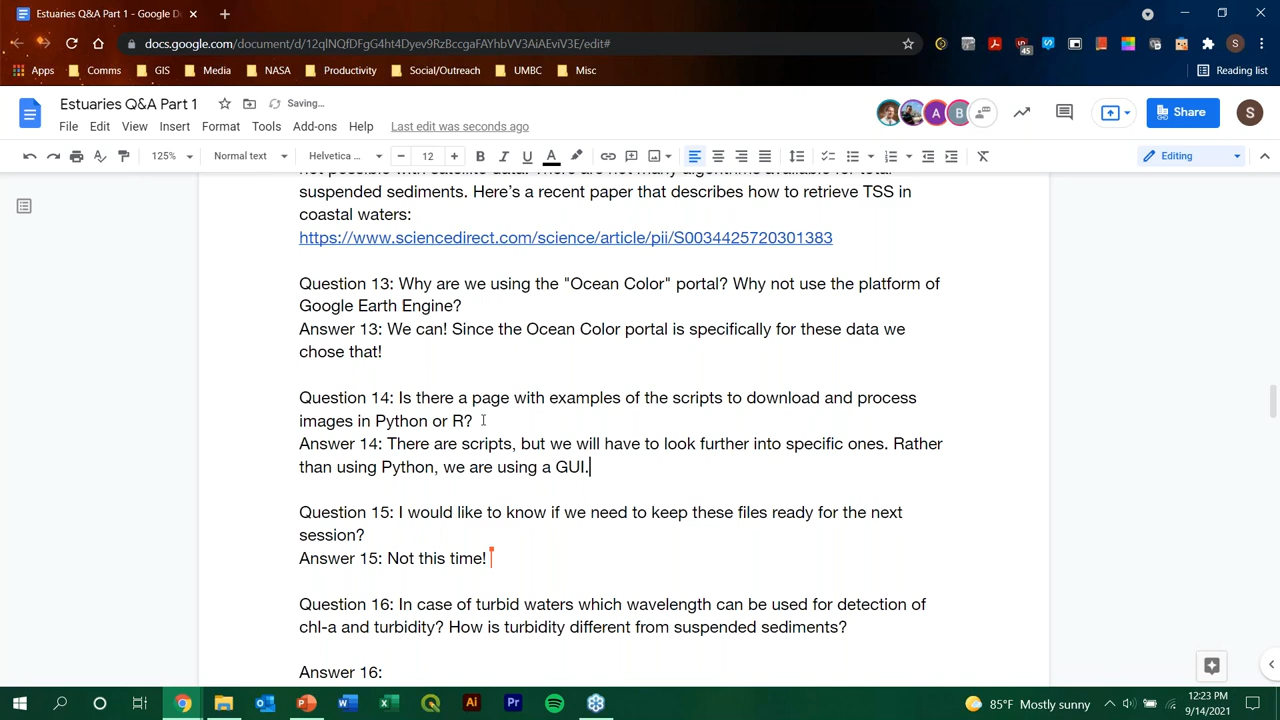 Estuaries Q&A Part 1 - Google D
docs.google.com/document/d/12qlNQfDFgG4ht4Dyev9RzBccgaFAYhbVV3AiAEviV3E/edit#
45
S
Apps Comms GIS Media NASA Productivity Social/Outreach UMBC Misc Reading list
Estuaries Q&A Part 1 Saving...
A B Share S
File Edit View Insert Format Tools Add-ons Help Last edit was seconds ago
125% Normal text Helvetica ... 12 B I U A Editing
suspended sediments. Here's a recent paper that describes how to retrieve TSS in
coastal waters:
https://www.sciencedirect.com/science/article/pii/S0034425720301383
Question 13: Why are we using the "Ocean Color" portal? Why not use the platform of
Google Earth Engine?
Answer 13: We can! Since the Ocean Color portal is specifically for these data we
chose that!
Question 14: Is there a page with examples of the scripts to download and process
images in Python or R?
Answer 14: There are scripts, but we will have to look further into specific ones. Rather
than using Python, we are using a GUI.
Question 15: I would like to know if we need to keep these files ready for the next
session?
Answer 15: Not this time!
Question 16: In case of turbid waters which wavelength can be used for detection of
chl-a and turbidity? How is turbidity different from suspended sediments?
Answer 16:
Ai Pr
85°F Mostly sunny
12:23 PM
9/14/2021